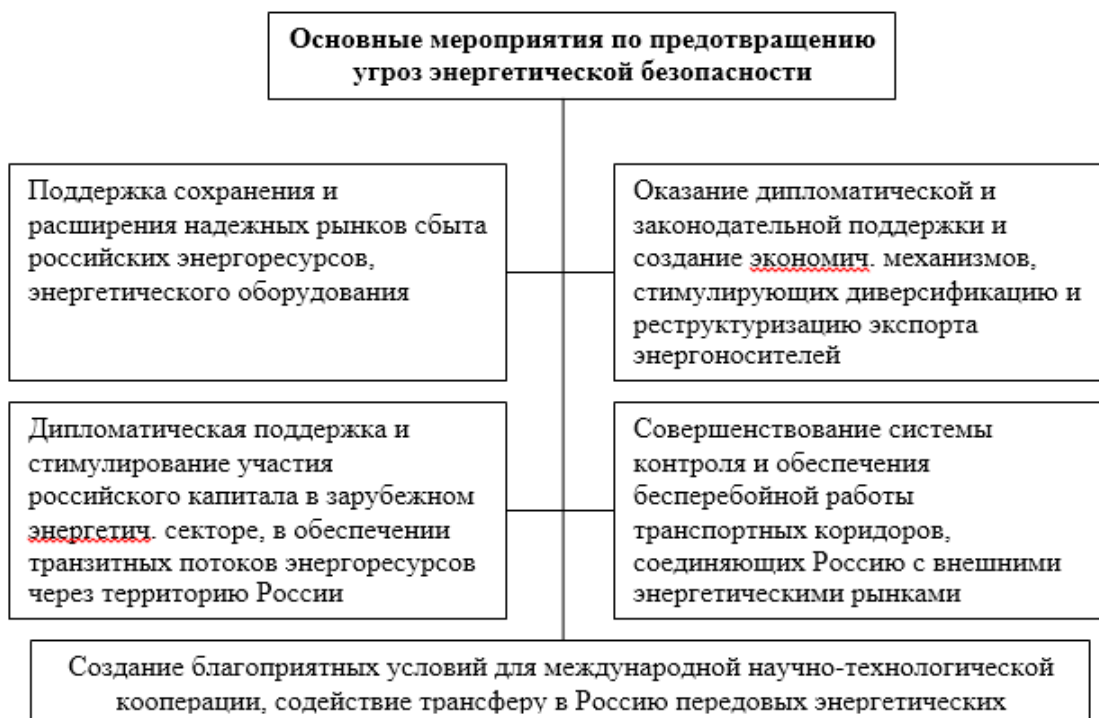 Основные мероприятия по предотвращению
угроз энергетической безопасности
Поддержка сохранения и
расширения надежных рынков сбыта
российских энергоресурсов,
энергетического оборудования
Оказание дипломатической и
законодательной поддержки и
создание экономич. механизмов,
стимулирующих диверсификацию и
реструктуризацию экспорта
энергоносителей
Дипломатическая поддержка и
стимулирование участия
российского капитала в зарубежном
энергетич. секторе, в обеспечении
транзитных потоков энергоресурсов
через территорию России
Совершенствование системы
контроля и обеспечения
бесперебойной работы
транспортных коридоров,
соединяющих Россию с внешними
энергетическими рынками
Создание благоприятных условий для международной научно-технологической
кооперации, содействие трансферу в Россию передовых энергетических